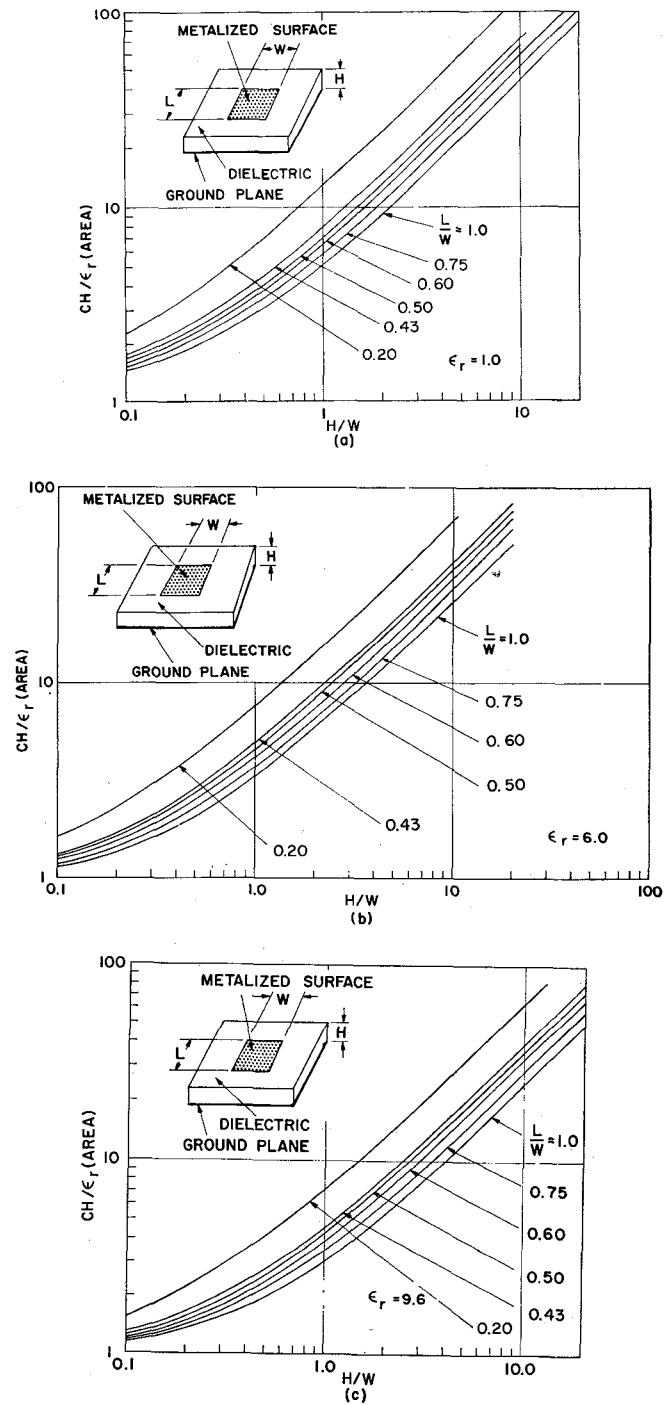 100
METALIZED SURFACE
W
H
L
DIELECTRIC
GROUND PLANE
10
L/W = 1.0
0.75
0.60
0.50
0.43
0.20
ϵr = 1.0
CH/ϵr (AREA)
1
0.1
1
10
H/W
(a)
100
METALIZED SURFACE
W
H
L
DIELECTRIC
GROUND PLANE
L/W = 1.0
10
0.75
0.60
0.50
0.43
0.20
ϵr = 6.0
CH/ϵr (AREA)
1
0.1
1.0
10
100
H/W
(b)
100
METALIZED SURFACE
W
H
L
DIELECTRIC
GROUND PLANE
L/W = 1.0
10
0.75
0.60
0.50
0.43
0.20
ϵr = 9.6
CH/ϵr (AREA)
1
0.1
1.0
10.0
H/W
(c)